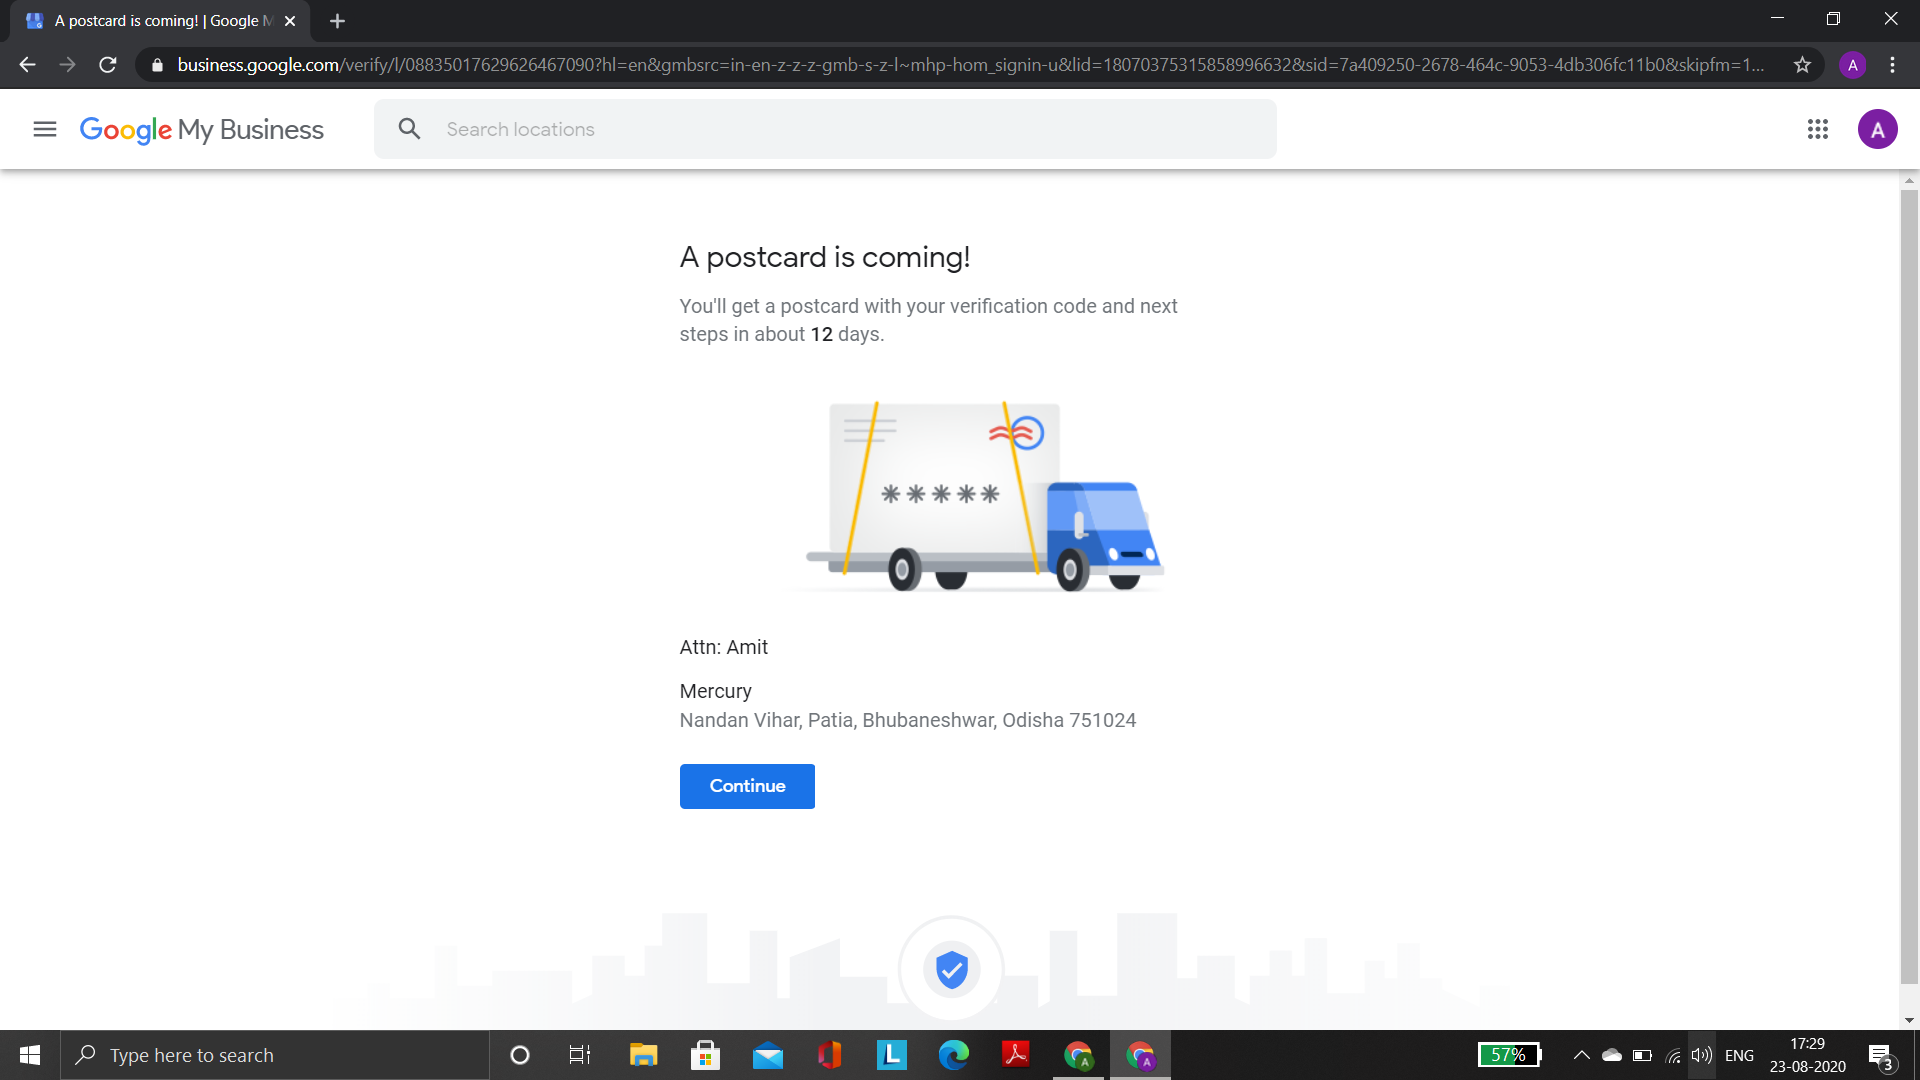 A postcard is coming! | Google M
business.google.com/verify/l/08835017629626467090?hl=en&gmbsrc=in-en-z-z-z-gmb-s-z-l~mhp-hom_signin-u&lid=18070375315858996632&sid=7a409250-2678-464c-9053-4db306fc11b0&skipfm=1...
A
Google My Business
Search locations
A
A postcard is coming!
You'll get a postcard with your verification code and next
steps in about 12 days.
*****
Attn: Amit
Mercury
Nandan Vihar, Patia, Bhubaneshwar, Odisha 751024
Continue
Type here to search
L
A
A
57%
ENG
17:29
23-08-2020
3